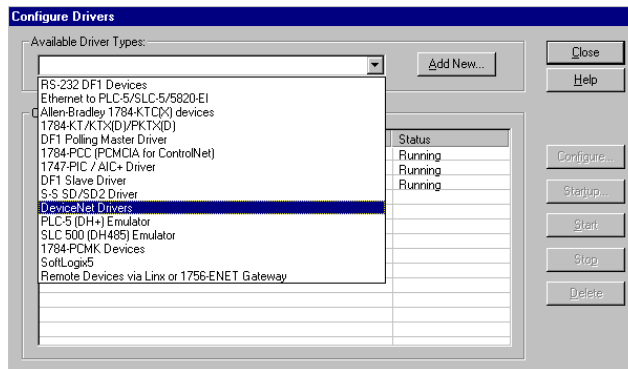 Configure Drivers
Available Driver Types:
Add New...
Close
Help
RS-232 DF1 Devices
Ethernet to PLC-5/SLC-5/5820-EI
Allen-Bradley 1784-KTC(X) devices
1784-KT/KTX(D)/PKTX(D)
DF1 Polling Master Driver
1784-PCC (PCMCIA for ControlNet)
1747-PIC / AIC+ Driver
DF1 Slave Driver
S-S SD/SD2 Driver
DeviceNet Drivers
PLC-5 (DH+) Emulator
SLC 500 (DH485) Emulator
1784-PCMK Devices
SoftLogix5
Remote Devices via Linx or 1756-ENET Gateway
Status
Running
Running
Running
Configure...
Startup...
Start
Stop
Delete